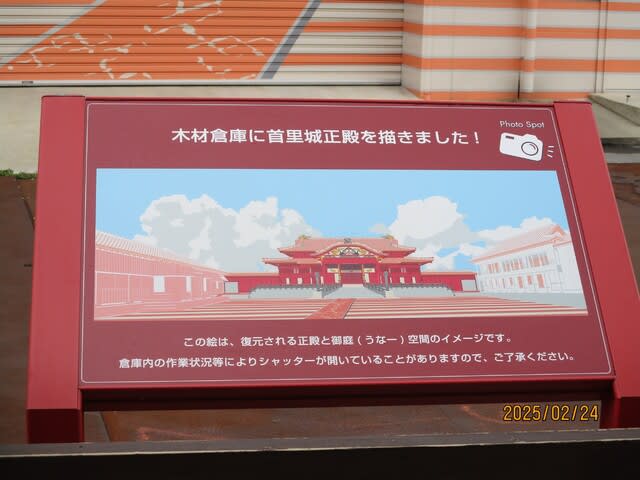 木材倉庫に首里城正殿を描きました！
Photo Spot
この絵は、復元される正殿と御庭(うなー)空間のイメージです。
倉庫内の作業状況等によりシャッターが開いていることがありますので、ご了承ください。
2025/02/24